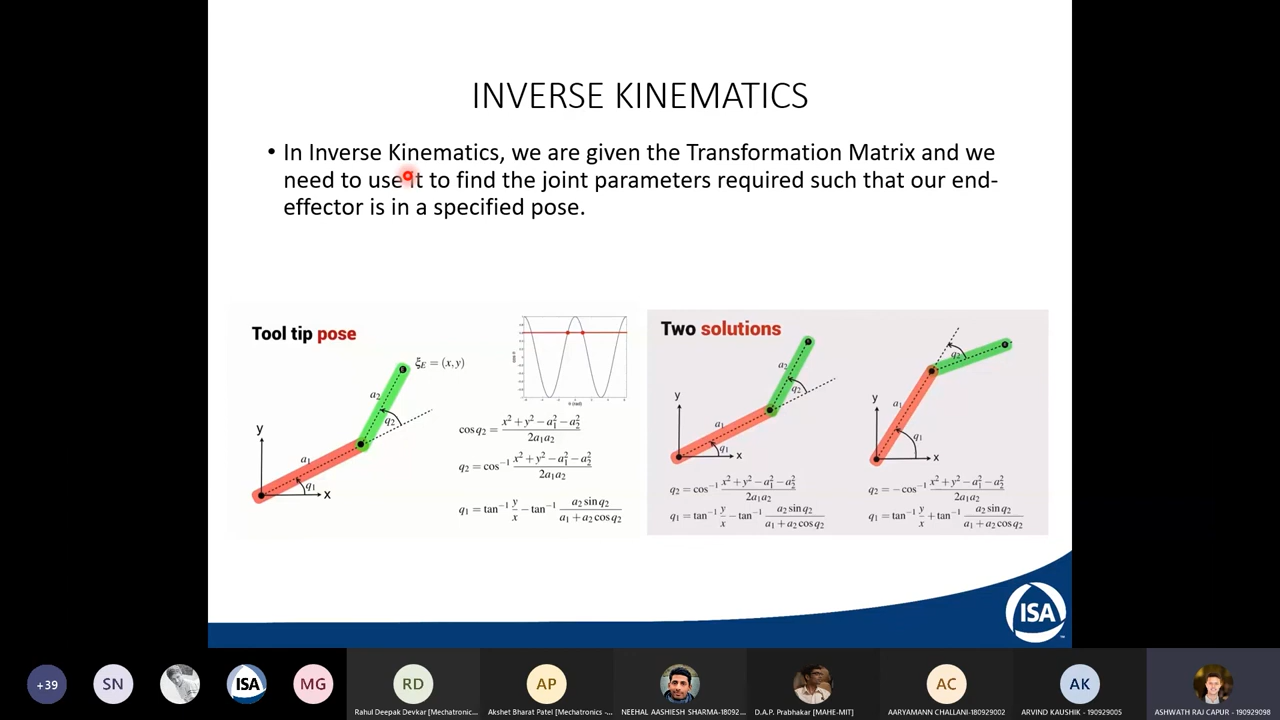 INVERSE KINEMATICS
• In Inverse Kinematics, we are given the Transformation Matrix and we
need to use it to find the joint parameters required such that our end-
effector is in a specified pose.
Tool tip pose
ξE = (x, y)
a2
q2
y
a1
q1
x
cos q2 = (x² + y² − a1² − a2²) / 2a1a2
q2 = cos⁻¹ (x² + y² − a1² − a2²) / 2a1a2
q1 = tan⁻¹ y/x − tan⁻¹ (a2 sin q2) / (a1 + a2 cos q2)
Two solutions
a2
q2
y
a1
q1
x
q2 = cos⁻¹ (x² + y² − a1² − a2²) / 2a1a2
q1 = tan⁻¹ y/x − tan⁻¹ (a2 sin q2) / (a1 + a2 cos q2)
q2
y
a1
q1
x
q2 = −cos⁻¹ (x² + y² − a1² − a2²) / 2a1a2
q1 = tan⁻¹ y/x + tan⁻¹ (a2 sin q2) / (a1 + a2 cos q2)
ISA
+39
SN
ISA
MG
RD
AP
AC
AK
Rahul Deepak Devkar [Mechatronic...
Akshet Bharat Patel [Mechatronics -...
NEEHAL AASHIESH SHARMA-18092...
D.A.P. Prabhakar [MAHE-MIT]
AARYAMANN CHALLANI-180929002
ARVIND KAUSHIK - 190929005
ASHWATH RAJ CAPUR - 190929098